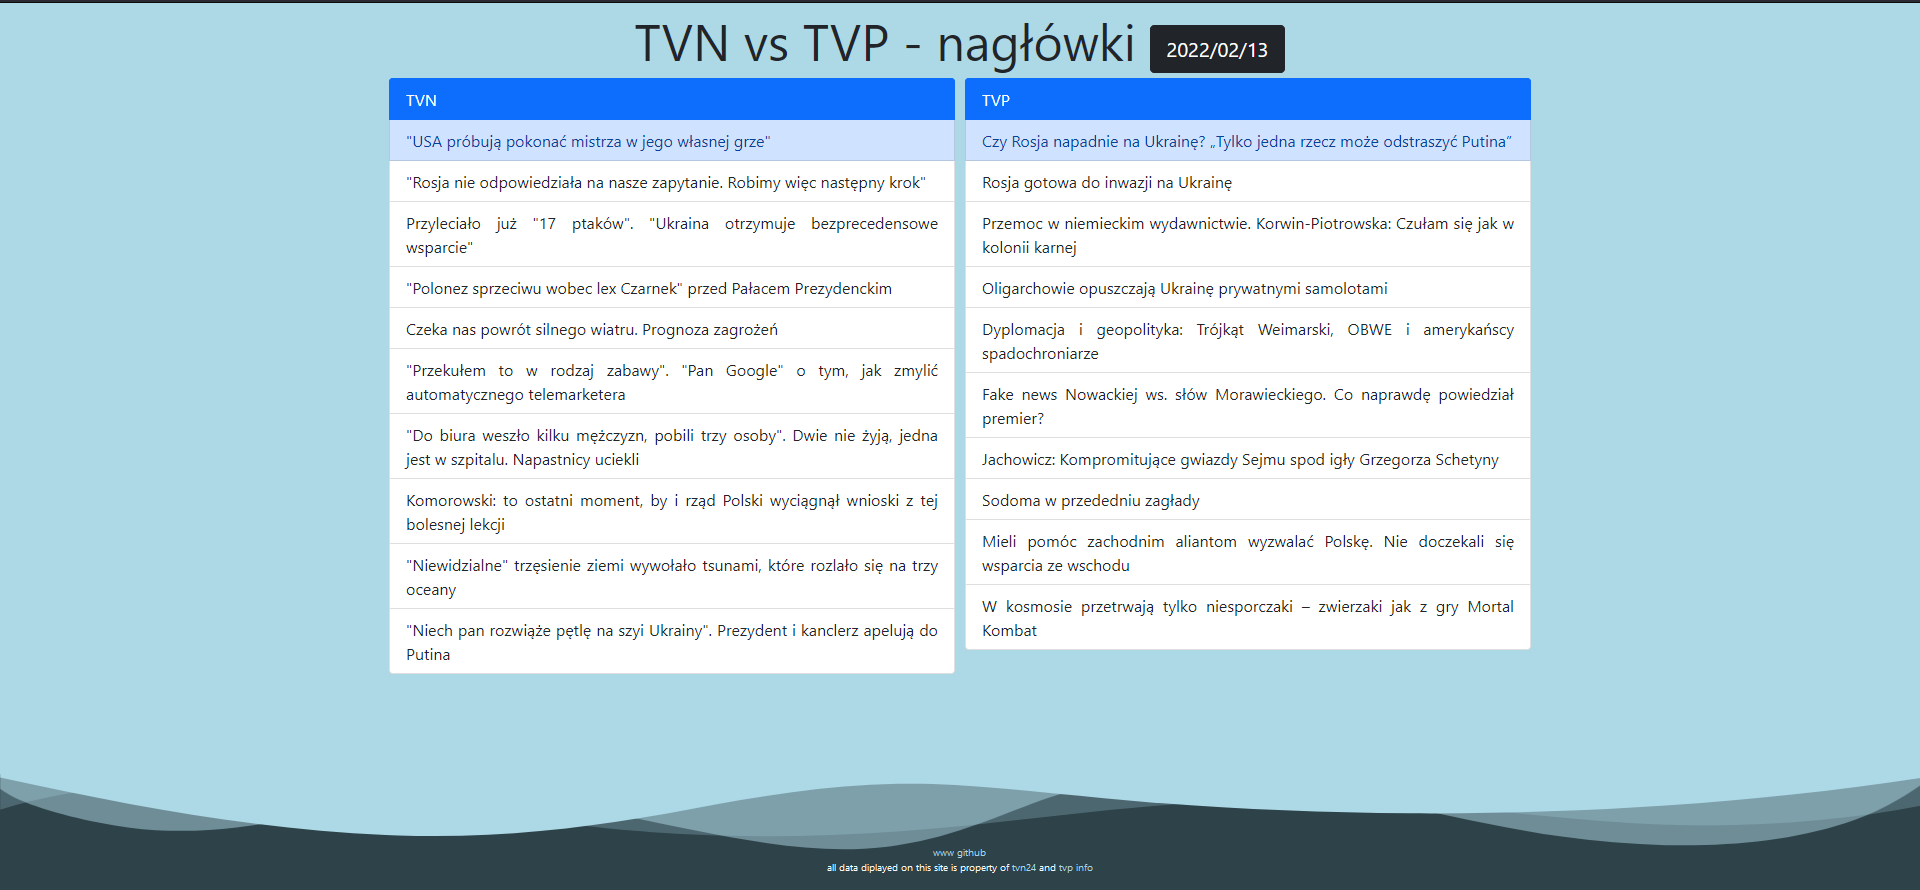 TVN vs TVP - nagłówki 2022/02/13
TVN
"USA próbują pokonać mistrza w jego własnej grze"
"Rosja nie odpowiedziała na nasze zapytanie. Robimy więc następny krok"
Przyleciało już "17 ptaków". "Ukraina otrzymuje bezprecedensowe
wsparcie"
"Polonez sprzeciwu wobec lex Czarnek" przed Pałacem Prezydenckim
Czeka nas powrót silnego wiatru. Prognoza zagrożeń
"Przekułem to w rodzaj zabawy". "Pan Google" o tym, jak zmylić
automatycznego telemarketera
"Do biura weszło kilku mężczyzn, pobili trzy osoby". Dwie nie żyją, jedna
jest w szpitalu. Napastnicy uciekli
Komorowski: to ostatni moment, by i rząd Polski wyciągnął wnioski z tej
bolesnej lekcji
"Niewidzialne" trzęsienie ziemi wywołało tsunami, które rozlało się na trzy
oceany
"Niech pan rozwiąże pętlę na szyi Ukrainy". Prezydent i kanclerz apelują do
Putina
TVP
Czy Rosja napadnie na Ukrainę? „Tylko jedna rzecz może odstraszyć Putina”
Rosja gotowa do inwazji na Ukrainę
Przemoc w niemieckim wydawnictwie. Korwin-Piotrowska: Czułam się jak w
kolonii karnej
Oligarchowie opuszczają Ukrainę prywatnymi samolotami
Dyplomacja i geopolityka: Trójkąt Weimarski, OBWE i amerykańscy
spadochroniarze
Fake news Nowackiej ws. słów Morawieckiego. Co naprawdę powiedział
premier?
Jachowicz: Kompromitujące gwiazdy Sejmu spod igły Grzegorza Schetyny
Sodoma w przededniu zagłady
Mieli pomóc zachodnim aliantom wyzwalać Polskę. Nie doczekali się
wsparcia ze wschodu
W kosmosie przetrwają tylko niesporczaki – zwierzaki jak z gry Mortal
Kombat
www github
all data diplayed on this site is property of tvn24 and tvp info